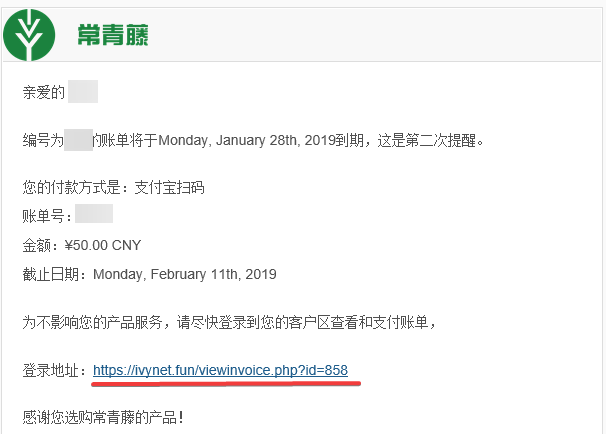 常青藤
亲爱的
编号为 的账单将于Monday, January 28th, 2019到期，这是第二次提醒。
您的付款方式是：支付宝扫码
账单号：
金额：¥50.00 CNY
截止日期：Monday, February 11th, 2019
为不影响您的产品服务，请尽快登录到您的客户区查看和支付账单，
登录地址：https://ivynet.fun/viewinvoice.php?id=858
感谢您选购常青藤的产品！